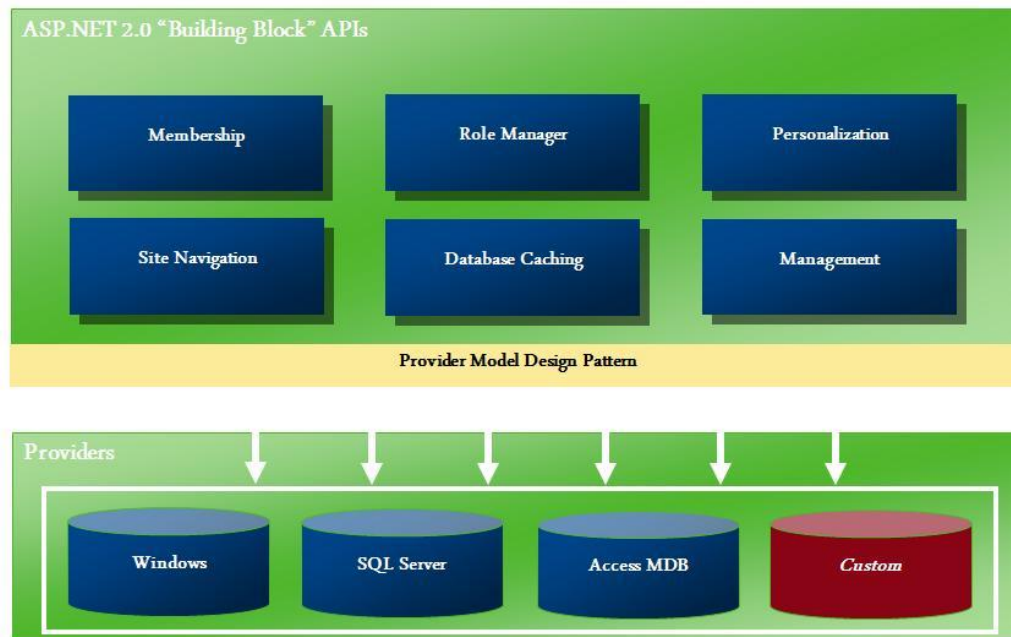 ASP.NET 2.0 “Building Block” APIs
Membership
Role Manager
Personalization
Site Navigation
Database Caching
Management
Provider Model Design Pattern
Providers
Windows
SQL Server
Access MDB
Custom